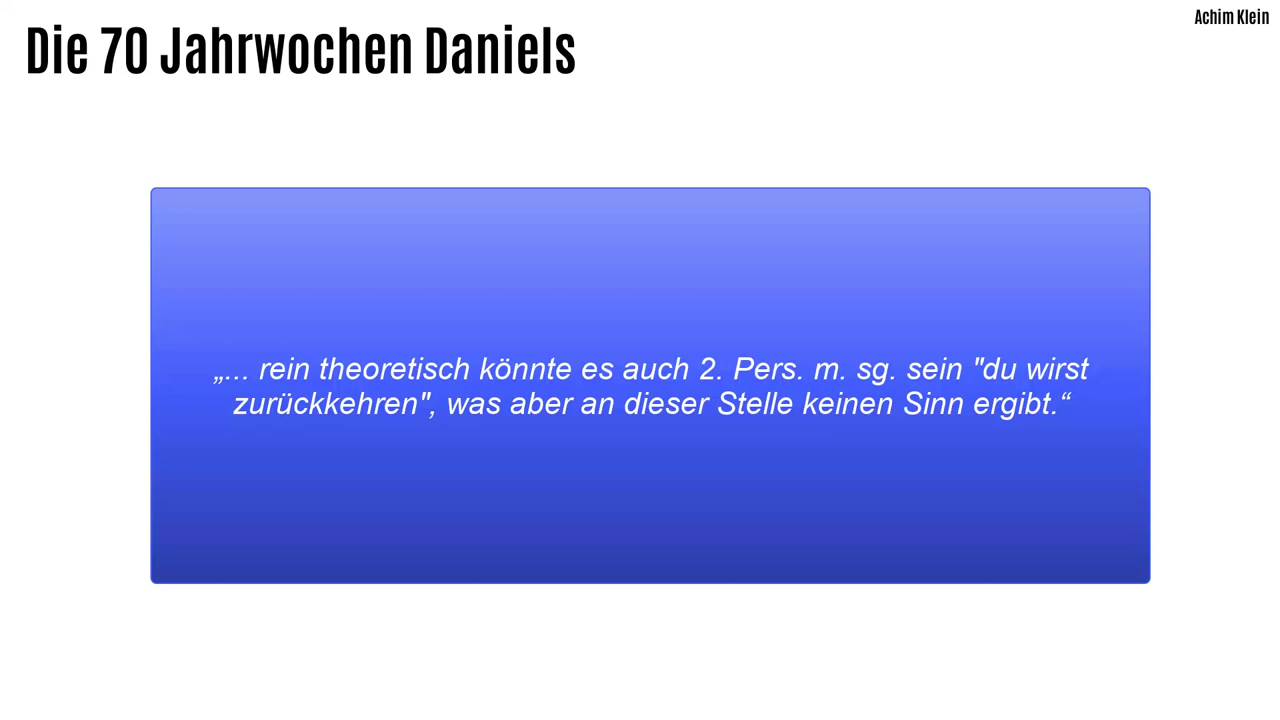 Achim Klein
Die 70 Jahrwochen Daniels
„... rein theoretisch könnte es auch 2. Pers. m. sg. sein "du wirst
zurückkehren", was aber an dieser Stelle keinen Sinn ergibt.“